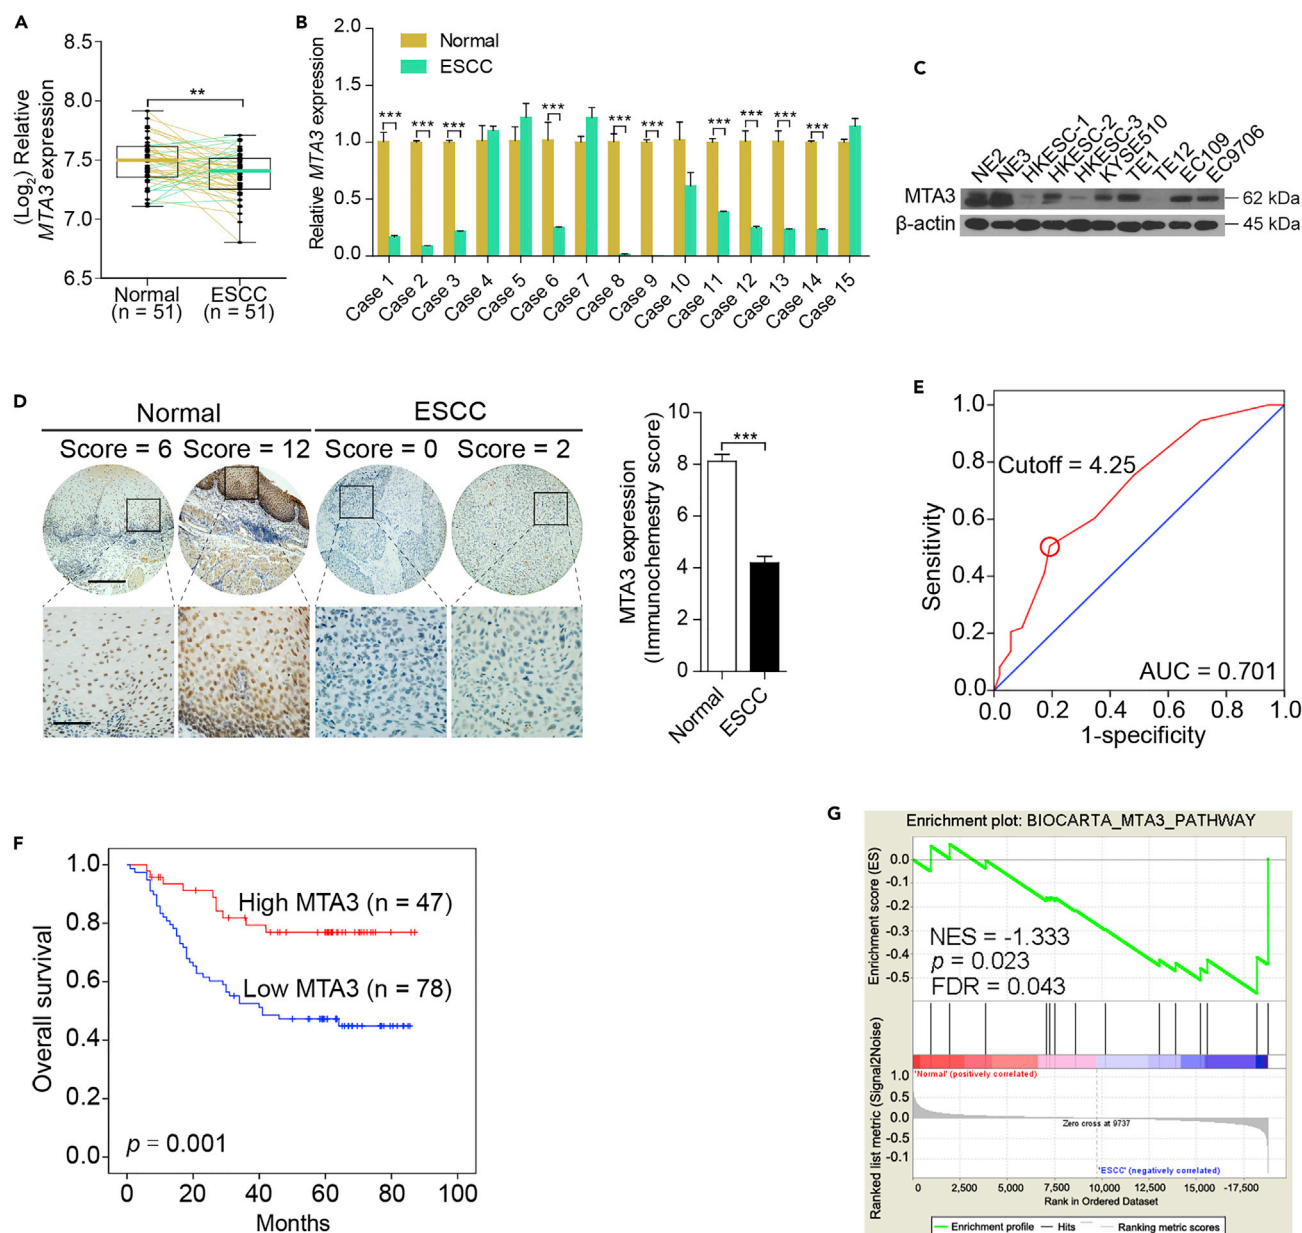 A
8.5
8.0
7.5
7.0
6.5
(Log2) Relative
MTA3 expression
**
Normal
(n = 51)
ESCC
(n = 51)
B
2.0
1.5
1.0
0.5
0.0
Relative MTA3 expression
Normal
ESCC
*** *** *** *** *** *** *** *** *** ***
Case 1
Case 2
Case 3
Case 4
Case 5
Case 6
Case 7
Case 8
Case 9
Case 10
Case 11
Case 12
Case 13
Case 14
Case 15
C
NE2
NE3
HKESC-1
HKESC-2
HKESC-3
KYSE510
TE1
TE12
EC109
EC9706
MTA3
62 kDa
β-actin
45 kDa
D
Normal
ESCC
Score = 6
Score = 12
Score = 0
Score = 2
10
8
6
4
2
0
MTA3 expression
(Immunochemestry score)
***
Normal
ESCC
E
1.0
0.8
0.6
0.4
0.2
0.0
Sensitivity
Cutoff = 4.25
AUC = 0.701
0.0 0.2 0.4 0.6 0.8 1.0
1-specificity
F
1.0
0.8
0.6
0.4
0.2
0.0
Overall survival
High MTA3 (n = 47)
Low MTA3 (n = 78)
p = 0.001
0 20 40 60 80 100
Months
G
Enrichment plot: BIOCARTA_MTA3_PATHWAY
0.0
-0.1
-0.2
-0.3
-0.4
-0.5
Enrichment score (ES)
NES = -1.333
p = 0.023
FDR = 0.043
'Normal' (positively correlated)
1.0
0.5
0.0
-0.5
-0.1
Ranked list metric (Signal2Noise)
Zero cross at 9737
'ESCC' (negatively correlated)
0 2,500 5,000 7,500 10,000 12,500 15,000 -17,500
Rank in Ordered Dataset
Enrichment profile Hits Ranking metric scores